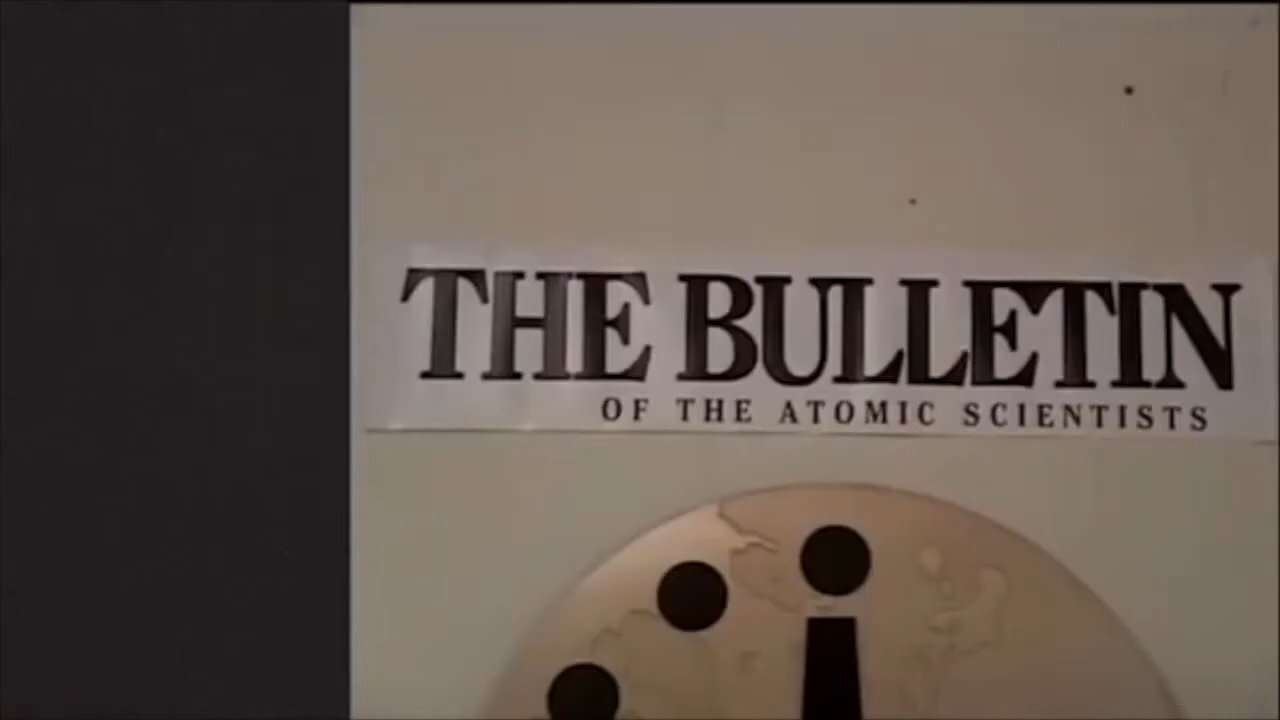 THE BULLETIN
OF THE ATOMIC SCIENTISTS